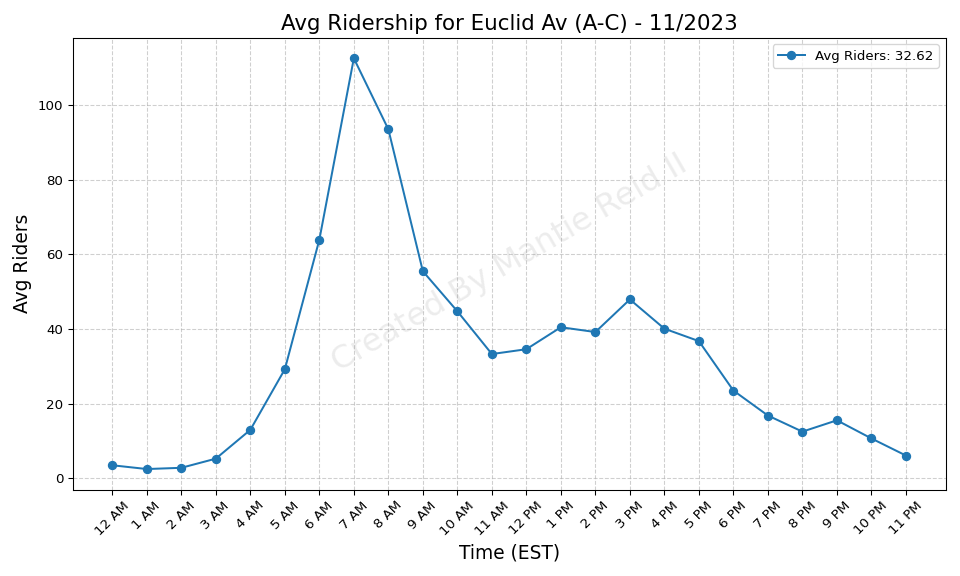 Avg Ridership for Euclid Av (A-C) - 11/2023
Avg Riders: 32.62
Avg Riders
100
80
60
40
20
0
Created By Mantie Reid II
12 AM
1 AM
2 AM
3 AM
4 AM
5 AM
6 AM
7 AM
8 AM
9 AM
10 AM
11 AM
12 PM
1 PM
2 PM
3 PM
4 PM
5 PM
6 PM
7 PM
8 PM
9 PM
10 PM
11 PM
Time (EST)